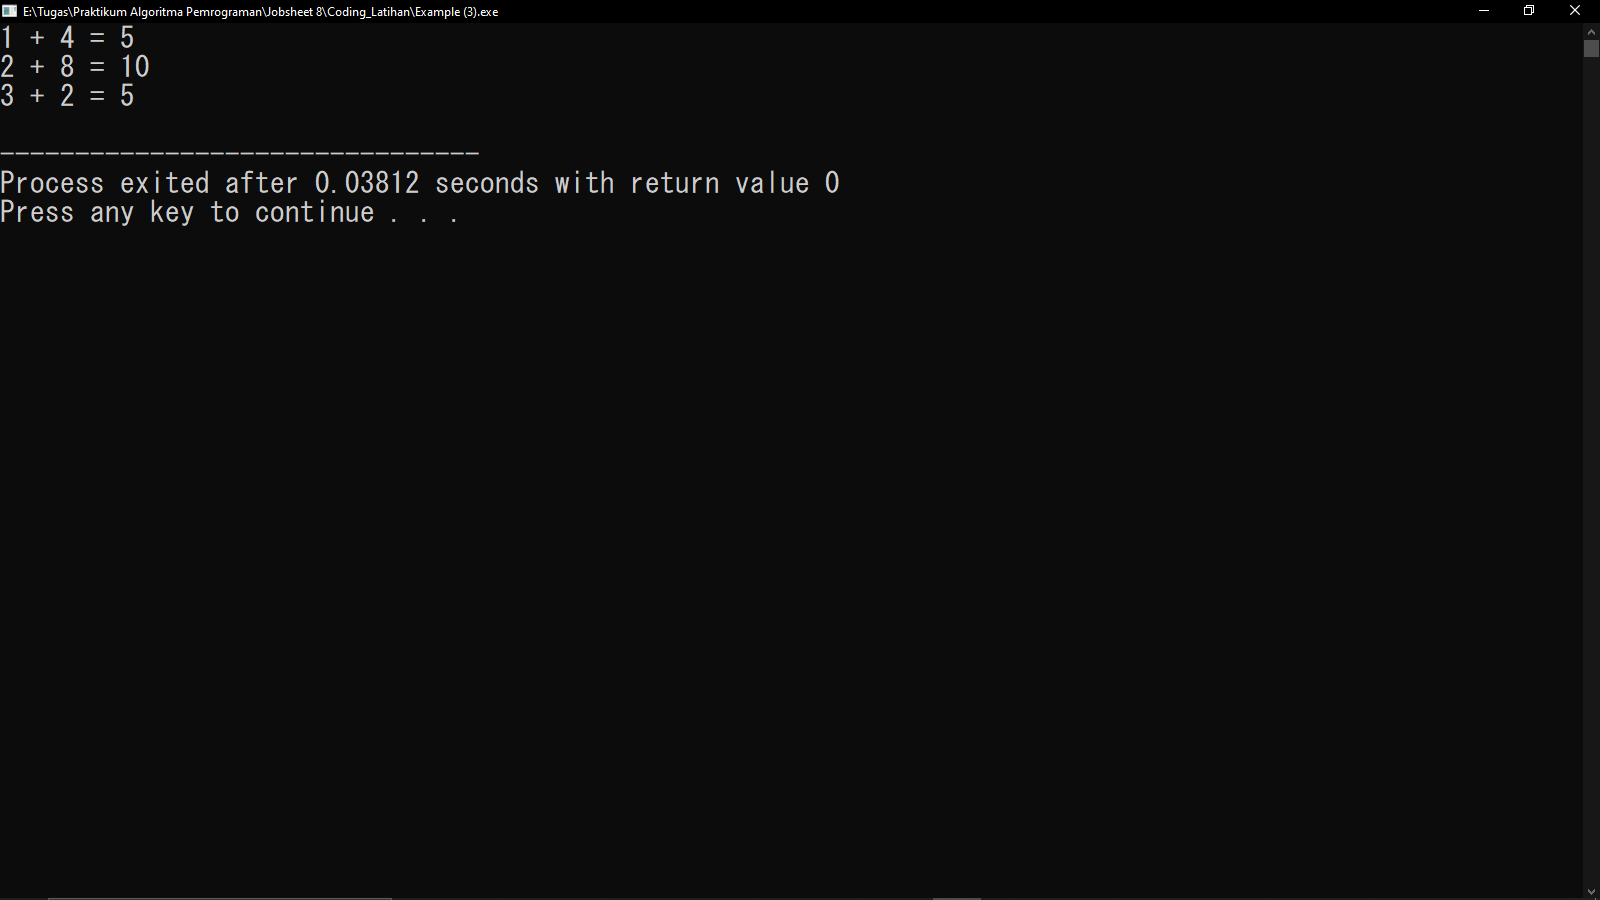 E:\Tugas\Praktikum Algoritma Pemrograman\Jobsheet 8\Coding_Latihan\Example (3).exe
1 + 4 = 5
2 + 8 = 10
3 + 2 = 5
--------------------------------
Process exited after 0.03812 seconds with return value 0
Press any key to continue . . .